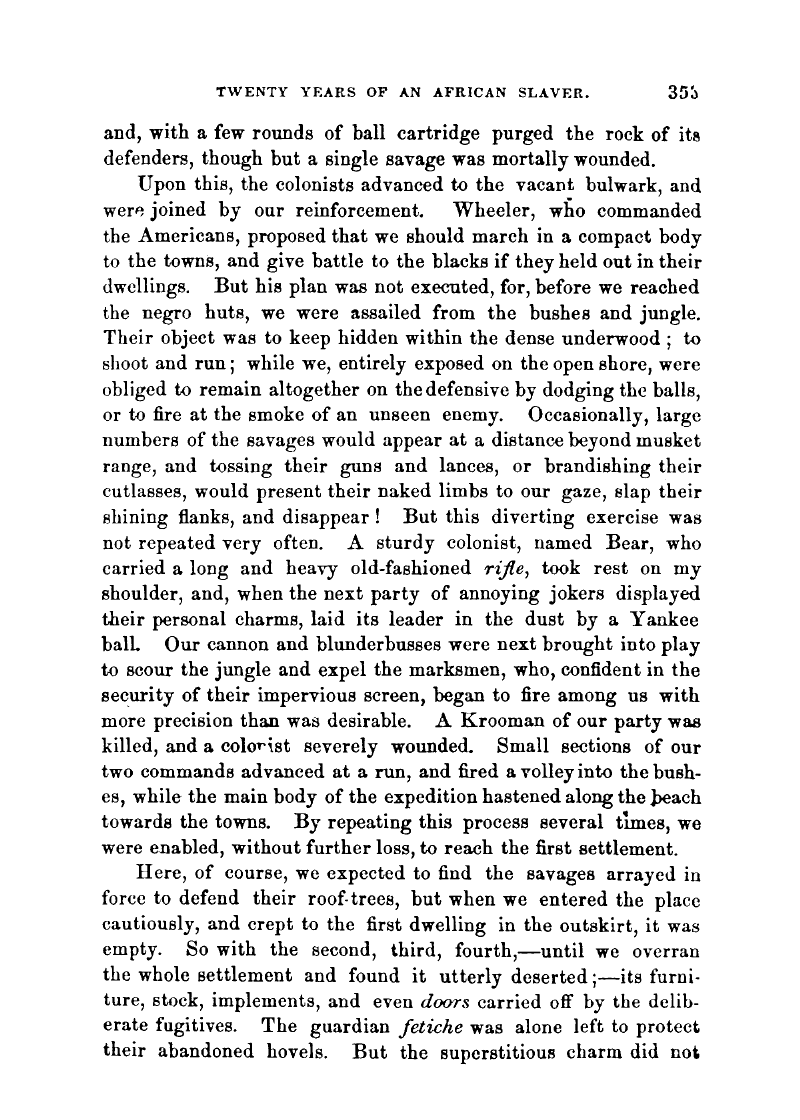 TWENTY YEARS OF AN AFRICAN SLAVER. 355
and, with a few rounds of ball cartridge purged the rock of its
defenders, though but a single savage was mortally wounded.
Upon this, the colonists advanced to the vacant bulwark, and
were joined by our reinforcement. Wheeler, who commanded
the Americans, proposed that we should march in a compact body
to the towns, and give battle to the blacks if they held out in their
dwellings. But his plan was not executed, for, before we reached
the negro huts, we were assailed from the bushes and jungle.
Their object was to keep hidden within the dense underwood ; to
shoot and run ; while we, entirely exposed on the open shore, were
obliged to remain altogether on the defensive by dodging the balls,
or to fire at the smoke of an unseen enemy. Occasionally, large
numbers of the savages would appear at a distance beyond musket
range, and tossing their guns and lances, or brandishing their
cutlasses, would present their naked limbs to our gaze, slap their
shining flanks, and disappear ! But this diverting exercise was
not repeated very often. A sturdy colonist, named Bear, who
carried a long and heavy old-fashioned rifle, took rest on my
shoulder, and, when the next party of annoying jokers displayed
their personal charms, laid its leader in the dust by a Yankee
ball. Our cannon and blunderbusses were next brought into play
to scour the jungle and expel the marksmen, who, confident in the
security of their impervious screen, began to fire among us with
more precision than was desirable. A Krooman of our party was
killed, and a colonist severely wounded. Small sections of our
two commands advanced at a run, and fired a volley into the bush-
es, while the main body of the expedition hastened along the beach
towards the towns. By repeating this process several times, we
were enabled, without further loss, to reach the first settlement.
Here, of course, we expected to find the savages arrayed in
force to defend their roof-trees, but when we entered the place
cautiously, and crept to the first dwelling in the outskirt, it was
empty. So with the second, third, fourth,—until we overran
the whole settlement and found it utterly deserted ;—its furni-
ture, stock, implements, and even doors carried off by the delib-
erate fugitives. The guardian fetiche was alone left to protect
their abandoned hovels. But the superstitious charm did not